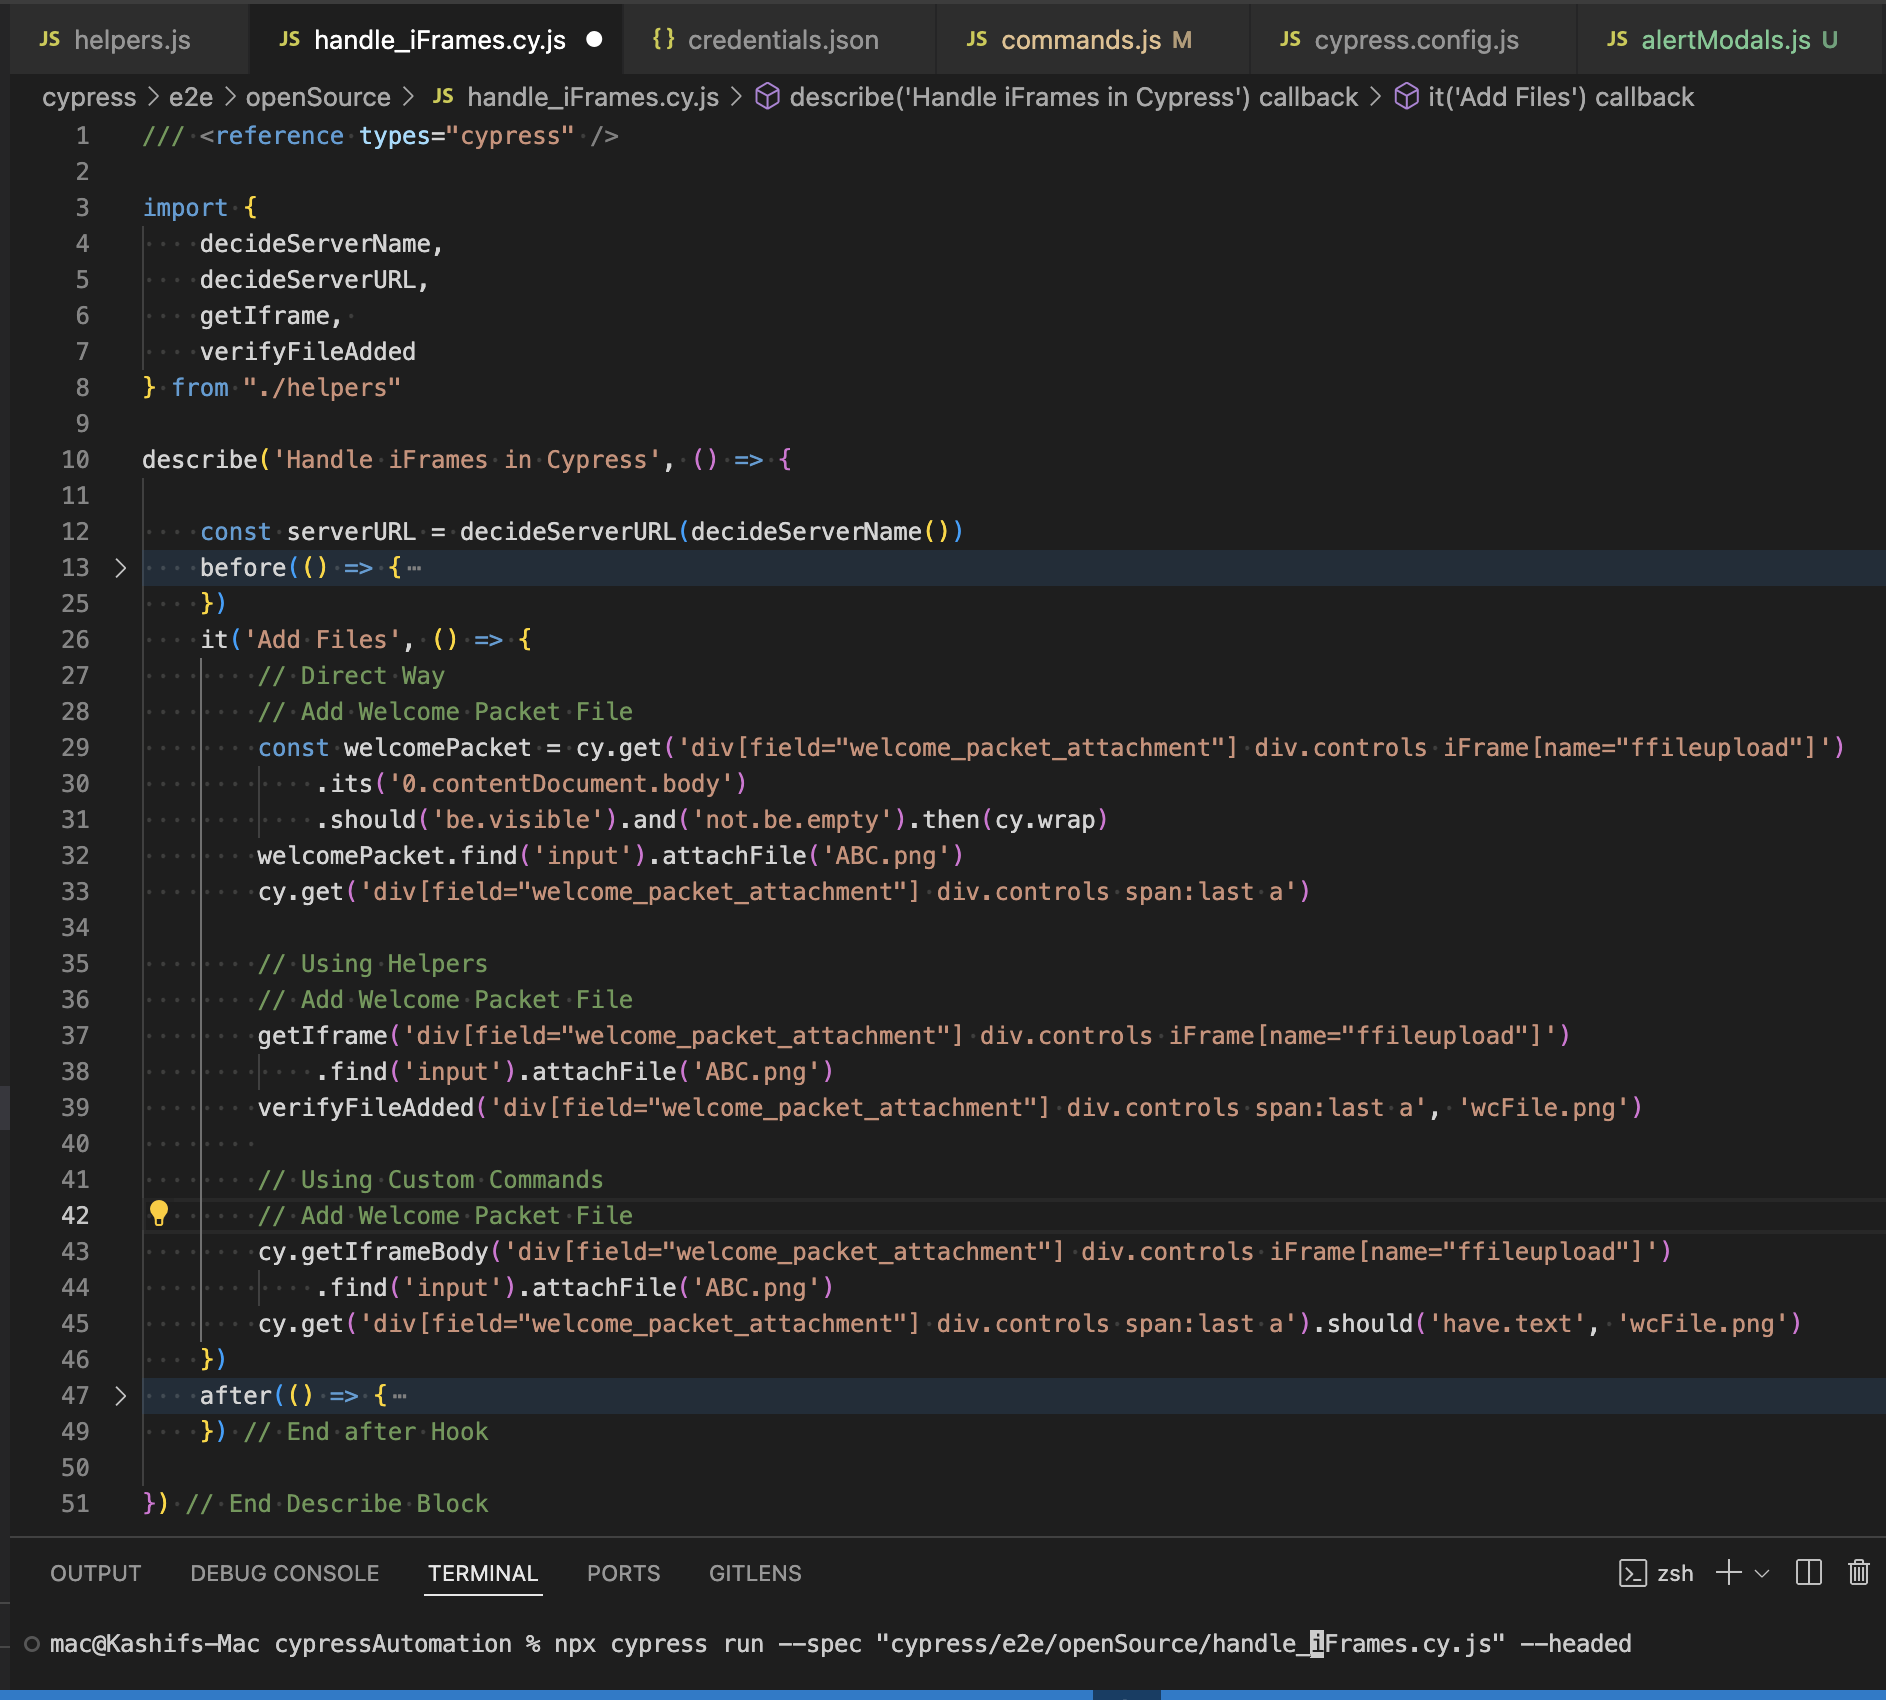 JS helpers.js JS handle_iFrames.cy.js {} credentials.json JS commands.js M JS cypress.config.js JS alertModals.js U
cypress > e2e > openSource > JS handle_iFrames.cy.js > describe('Handle iFrames in Cypress') callback > it('Add Files') callback
1 /// <reference types="cypress" />
2
3 import {
4 decideServerName,
5 decideServerURL,
6 getIframe,
7 verifyFileAdded
8 } from "./helpers"
9
10 describe('Handle iFrames in Cypress', () => {
11
12 const serverURL = decideServerURL(decideServerName())
13 > before(() => { ⋯
25 })
26 it('Add Files', () => {
27 // Direct Way
28 // Add Welcome Packet File
29 const welcomePacket = cy.get('div[field="welcome_packet_attachment"] div.controls iFrame[name="ffileupload"]')
30 .its('0.contentDocument.body')
31 .should('be.visible').and('not.be.empty').then(cy.wrap)
32 welcomePacket.find('input').attachFile('ABC.png')
33 cy.get('div[field="welcome_packet_attachment"] div.controls span:last a')
34
35 // Using Helpers
36 // Add Welcome Packet File
37 getIframe('div[field="welcome_packet_attachment"] div.controls iFrame[name="ffileupload"]')
38 .find('input').attachFile('ABC.png')
39 verifyFileAdded('div[field="welcome_packet_attachment"] div.controls span:last a', 'wcFile.png')
40
41 // Using Custom Commands
42 // Add Welcome Packet File
43 cy.getIframeBody('div[field="welcome_packet_attachment"] div.controls iFrame[name="ffileupload"]')
44 .find('input').attachFile('ABC.png')
45 cy.get('div[field="welcome_packet_attachment"] div.controls span:last a').should('have.text', 'wcFile.png')
46 })
47 > after(() => { ⋯
49 }) // End after Hook
50
51 }) // End Describe Block
OUTPUT DEBUG CONSOLE TERMINAL PORTS GITLENS zsh
mac@Kashifs-Mac cypressAutomation % npx cypress run --spec "cypress/e2e/openSource/handle_iFrames.cy.js" --headed